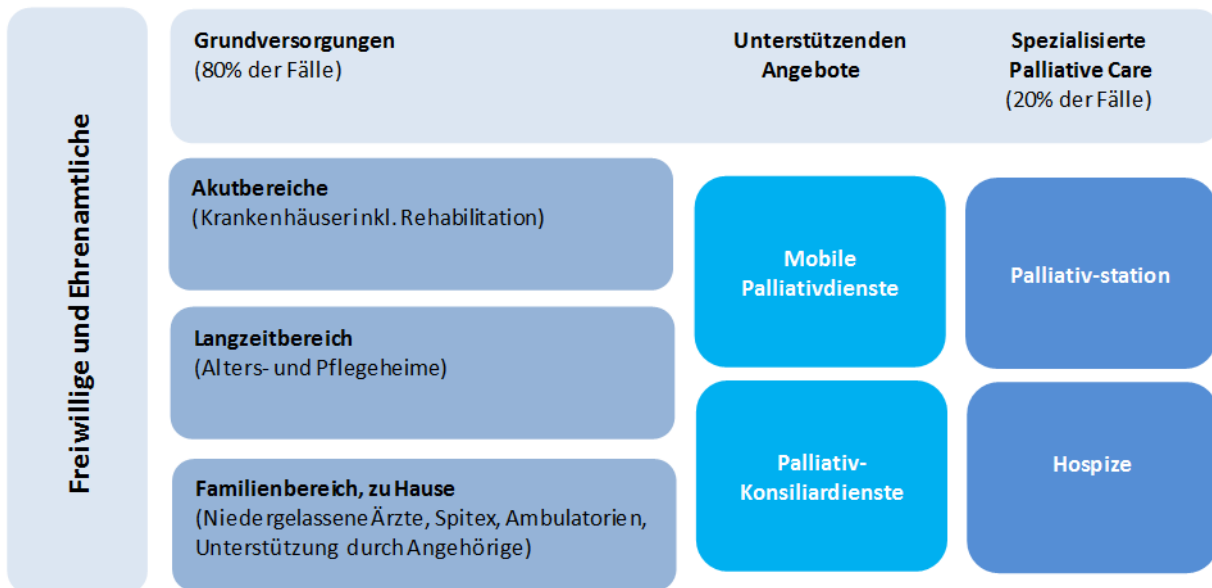 Freiwillige und Ehrenamtliche
Grundversorgungen
(80% der Fälle)
Unterstützenden
Angebote
Spezialisierte
Palliative Care
(20% der Fälle)
Akutbereiche
(Krankenhäuser inkl. Rehabilitation)
Langzeitbereich
(Alters- und Pflegeheime)
Familienbereich, zu Hause
(Niedergelassene Ärzte, Spitex, Ambulatorien,
Unterstützung durch Angehörige)
Mobile
Palliativdienste
Palliativ-
Konsiliardienste
Palliativ-station
Hospize